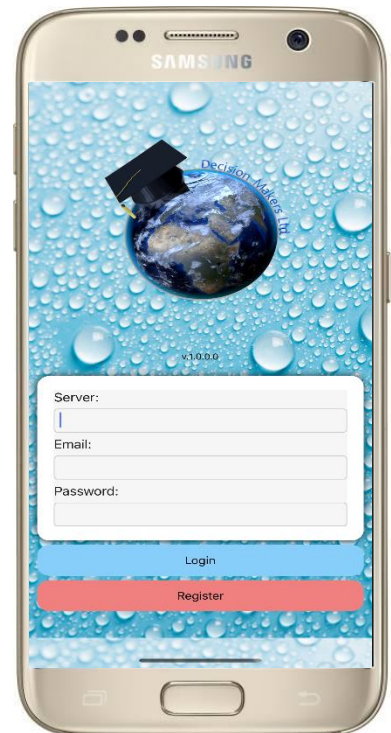 SAMSUNG
Decision Makers Ltd
v.1.0.0.0
Server:
Email:
Password:
Login
Register